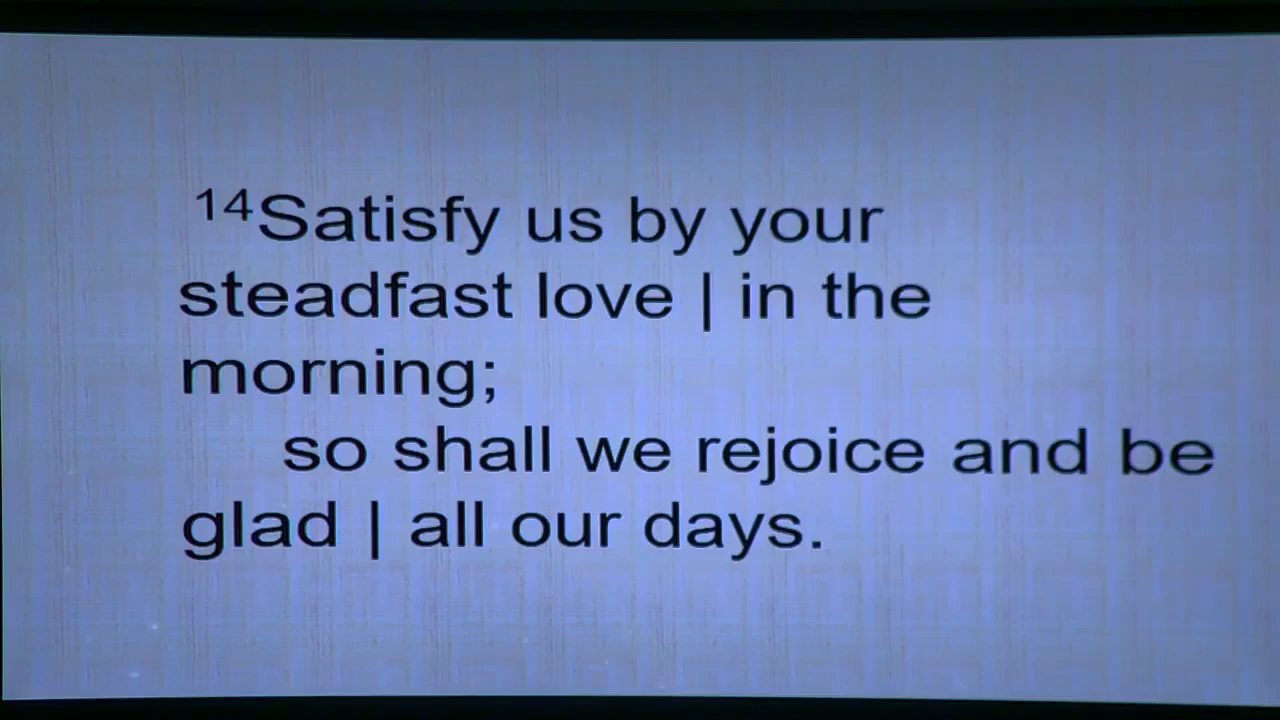 ¹⁴Satisfy us by your
steadfast love | in the
morning;
so shall we rejoice and be
glad | all our days.